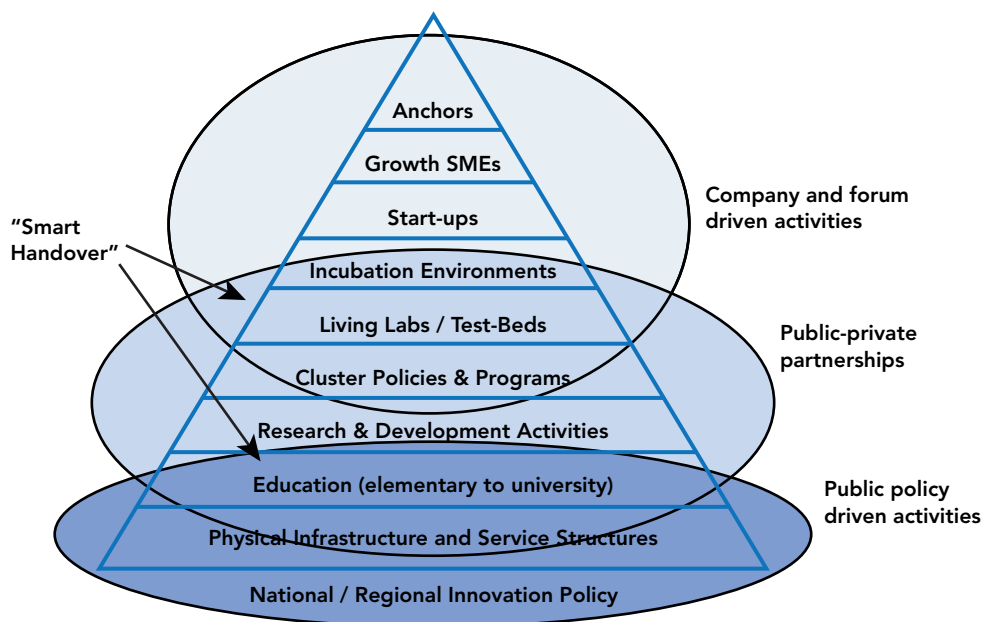 Anchors
Growth SMEs
Start-ups
Incubation Environments
Living Labs / Test-Beds
Cluster Policies & Programs
Research & Development Activities
Education (elementary to university)
Physical Infrastructure and Service Structures
National / Regional Innovation Policy
"Smart
Handover"
Company and forum
driven activities
Public-private
partnerships
Public policy
driven activities